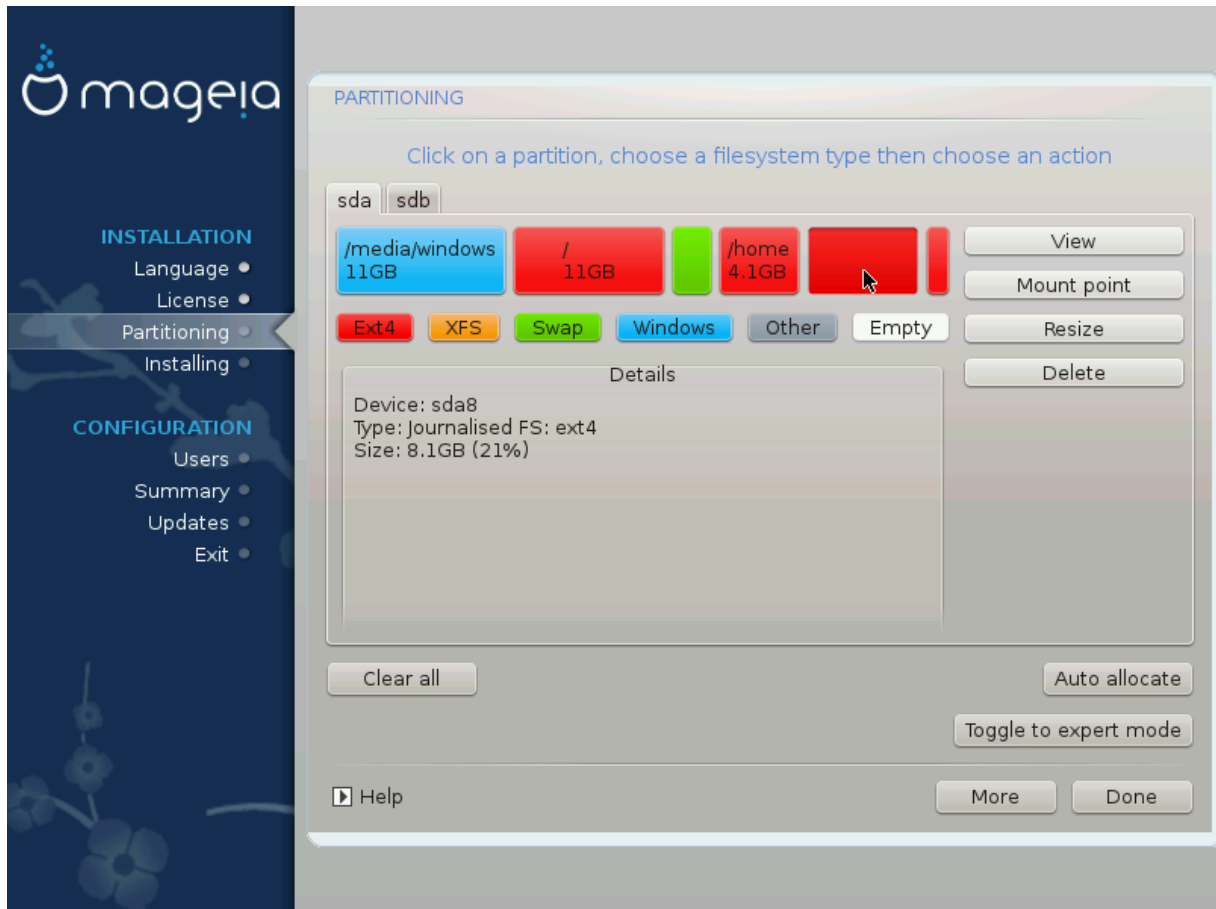 mageia
INSTALLATION
Language
License
Partitioning
Installing
CONFIGURATION
Users
Summary
Updates
Exit
PARTITIONING
Click on a partition, choose a filesystem type then choose an action
sda sdb
/media/windows
11GB
/
11GB
/home
4.1GB
Ext4 XFS Swap Windows Other Empty
View
Mount point
Resize
Delete
Details
Device: sda8
Type: Journalised FS: ext4
Size: 8.1GB (21%)
Clear all
Auto allocate
Toggle to expert mode
Help
More
Done